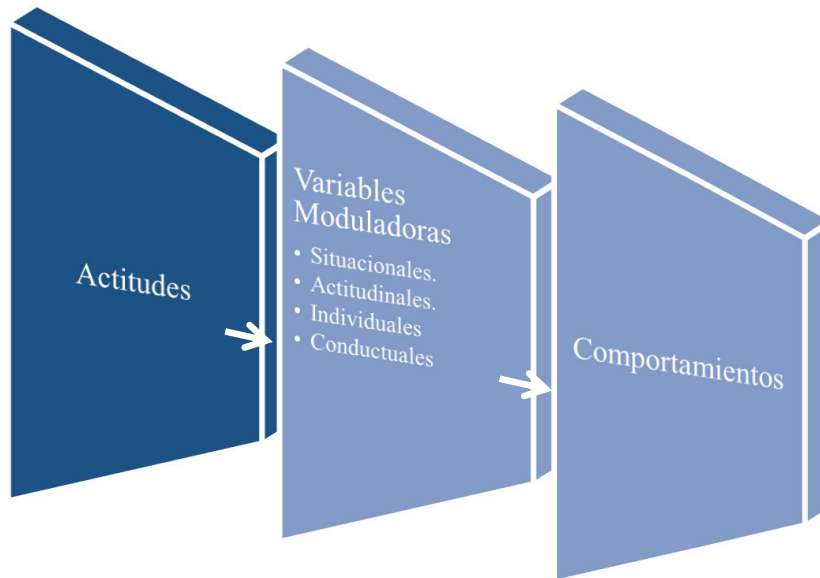 Actitudes
Variables
Moduladoras
• Situacionales.
• Actitudinales.
• Individuales
• Conductuales
Comportamientos